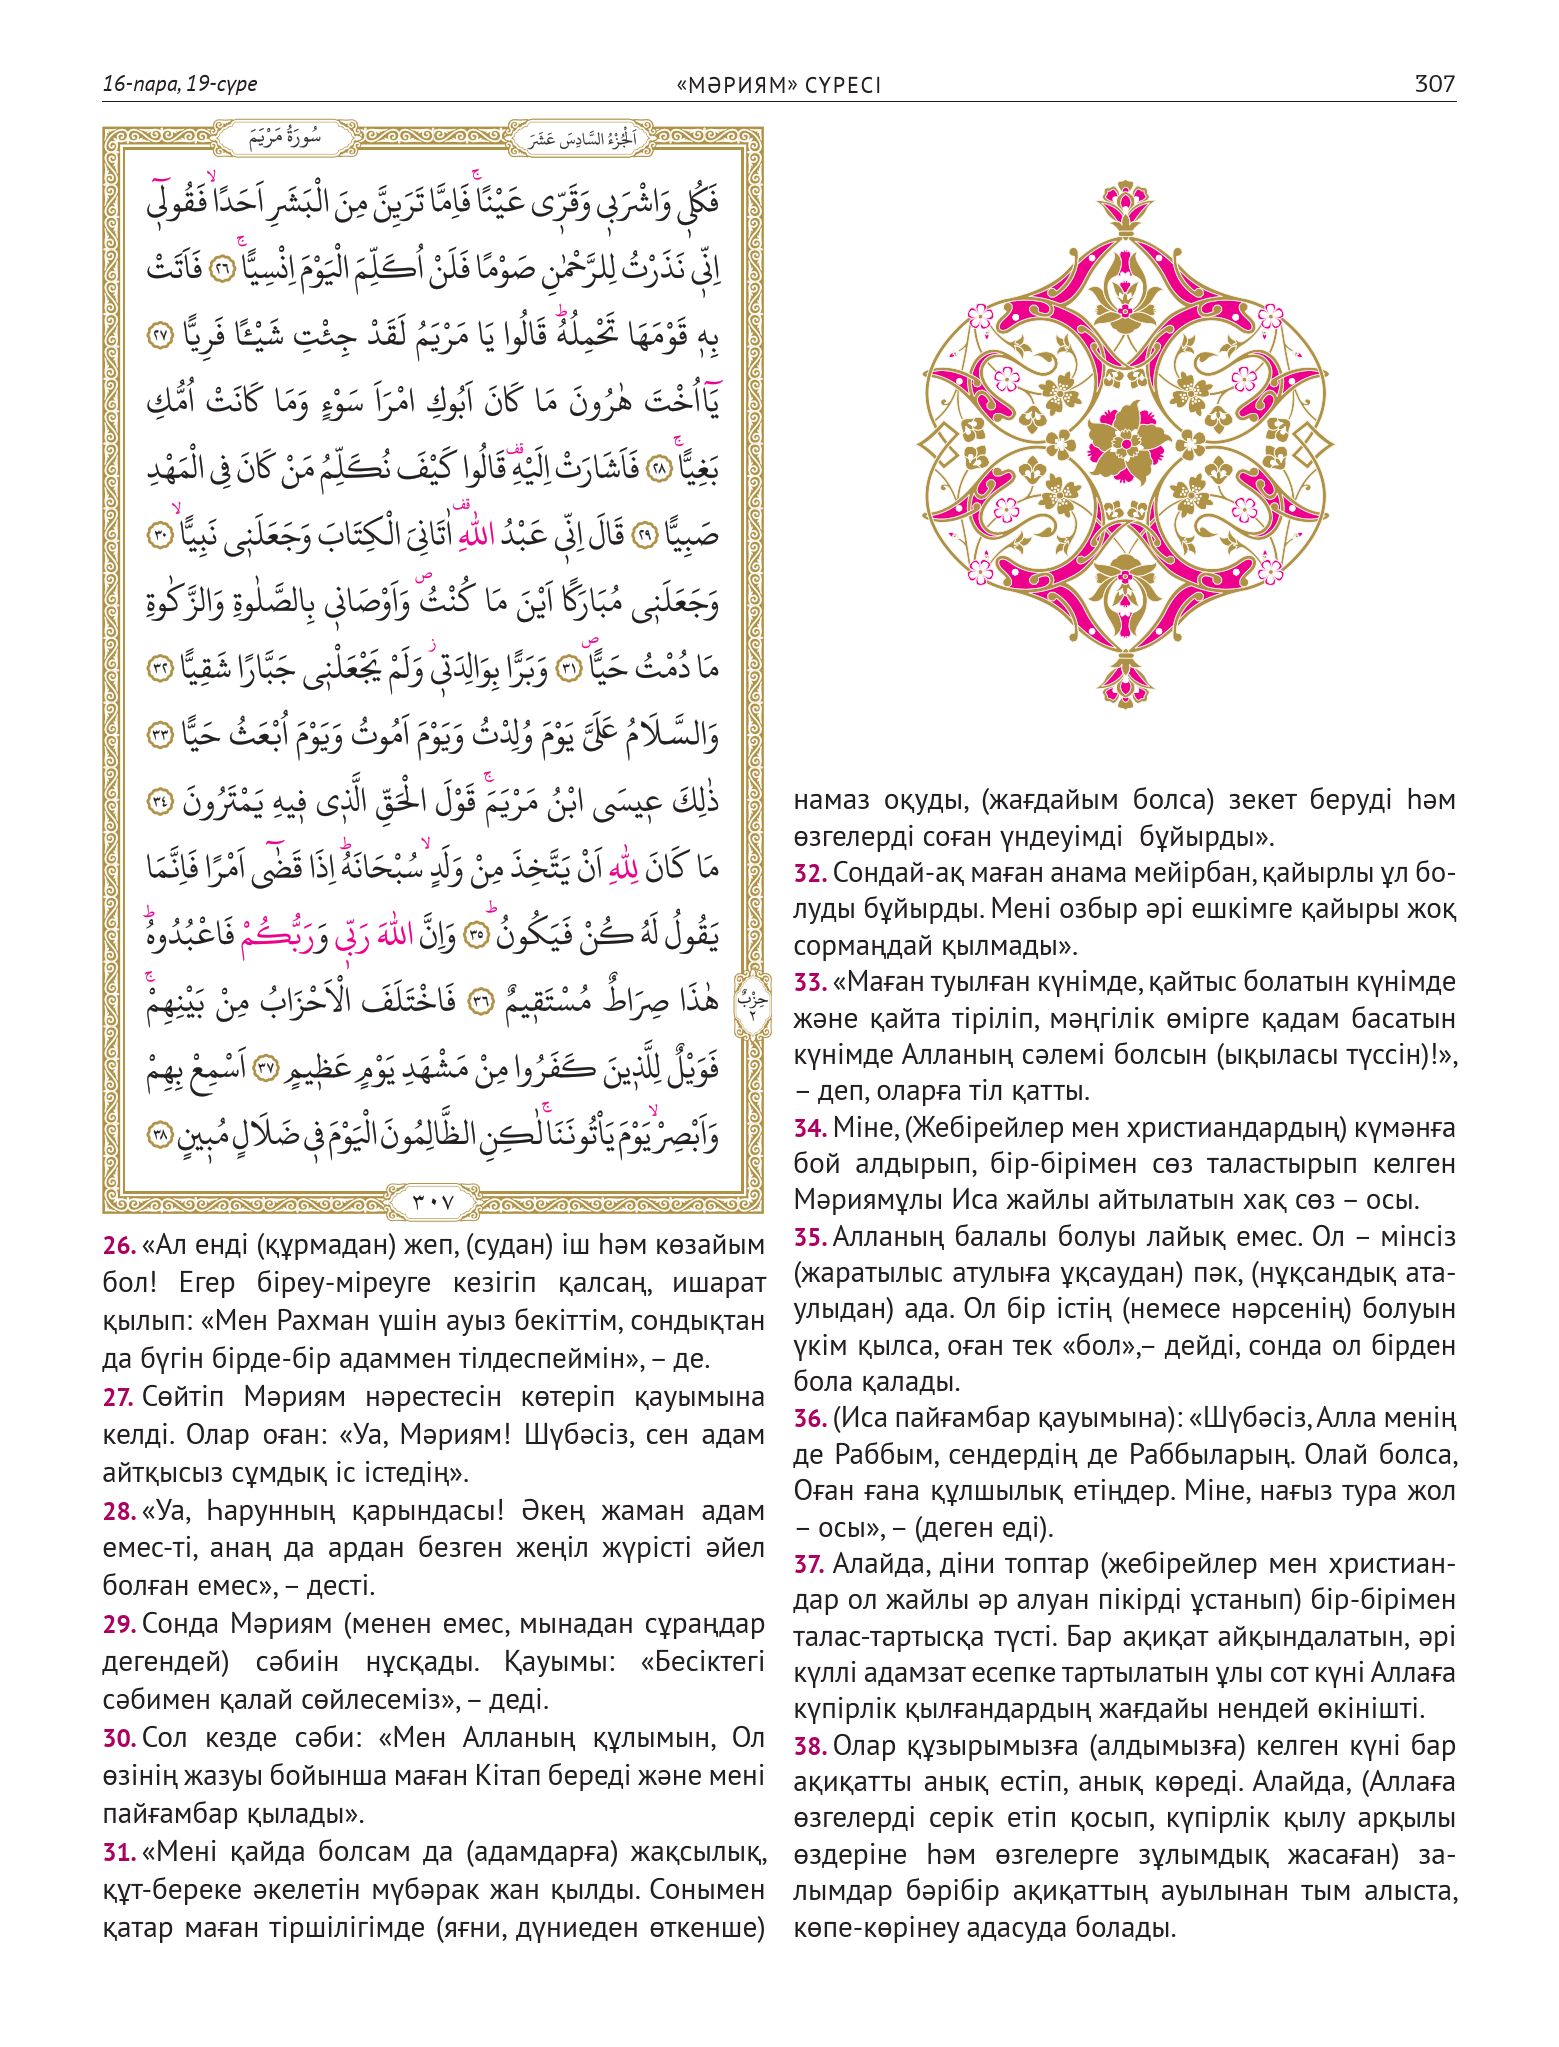 16-пара, 19-сүре
«МӘРИЯМ» СҮРЕСІ
307
سُورَةُ مَرْيَمَ
اَلْجُزْءُ السَّادِسَ عَشَرَ
فَكُلٖي وَاشْرَبٖي وَقَرّٖي عَيْنًاۚ فَاِمَّا تَرَيِنَّ مِنَ الْبَشَرِ اَحَدًاۙ فَقُولٖٓي
اِنّٖي نَذَرْتُ لِلرَّحْمٰنِ صَوْمًا فَلَنْ اُكَلِّمَ الْيَوْمَ اِنْسِيًّاۚ ﴿٢٦﴾ فَاَتَتْ
بِهٖ قَوْمَهَا تَحْمِلُهُۜ قَالُوا يَا مَرْيَمُ لَقَدْ جِئْتِ شَيْـًٔا فَرِيًّا ﴿٢٧﴾
يَٓا اُخْتَ هٰرُونَ مَا كَانَ اَبُوكِ امْرَاَ سَوْءٍ وَمَا كَانَتْ اُمُّكِ
بَغِيًّاۚ ﴿٢٨﴾ فَاَشَارَتْ اِلَيْهِ قف قَالُوا كَيْفَ نُكَلِّمُ مَنْ كَانَ فِي الْمَهْدِ
صَبِيًّا ﴿٢٩﴾ قَالَ اِنّٖي عَبْدُ اللّٰهِ قف اٰتَانِيَ الْكِتَابَ وَجَعَلَنٖي نَبِيًّاۙ ﴿٣٠﴾
وَجَعَلَنٖي مُبَارَكًا اَيْنَ مَا كُنْتُ ص وَاَوْصَانٖي بِالصَّلٰوةِ وَالزَّكٰوةِ
مَا دُمْتُ حَيًّا ص ﴿٣١﴾ وَبَرًّا بِوَالِدَتٖي ز وَلَمْ يَجْعَلْنٖي جَبَّارًا شَقِيًّا ﴿٣٢﴾
وَالسَّلَامُ عَلَيَّ يَوْمَ وُلِدْتُ وَيَوْمَ اَمُوتُ وَيَوْمَ اُبْعَثُ حَيًّا ﴿٣٣﴾
ذٰلِكَ عٖيسَى ابْنُ مَرْيَمَۚ قَوْلَ الْحَقِّ الَّذٖي فٖيهِ يَمْتَرُونَ ﴿٣٤﴾
مَا كَانَ لِلّٰهِ اَنْ يَتَّخِذَ مِنْ وَلَدٍۙ سُبْحَانَهُۜ اِذَا قَضٰٓى اَمْرًا فَاِنَّمَا
يَقُولُ لَهُ كُنْ فَيَكُونُۜ ﴿٣٥﴾ وَاِنَّ اللّٰهَ رَبّٖي وَرَبُّكُمْ فَاعْبُدُوهُۜ
هٰذَا صِرَاطٌ مُسْتَقٖيمٌ ﴿٣٦﴾ فَاخْتَلَفَ الْاَحْزَابُ مِنْ بَيْنِهِمْۚ
حِزْبٌ
٢
فَوَيْلٌ لِلَّذٖينَ كَفَرُوا مِنْ مَشْهَدِ يَوْمٍ عَظٖيمٍ ﴿٣٧﴾ اَسْمِعْ بِهِمْ
وَاَبْصِرْۙ يَوْمَ يَأْتُونَنَاۚ لٰكِنِ الظَّالِمُونَ الْيَوْمَ فٖي ضَلَالٍ مُبٖينٍ ﴿٣٨﴾
٣٠٧
26. «Ал енді (құрмадан) жеп, (судан) іш һәм көзайым
бол! Егер біреу-міреуге кезігіп қалсаң, ишарат
қылып: «Мен Рахман үшін ауыз бекіттім, сондықтан
да бүгін бірде-бір адаммен тілдеспеймін», – де.
27. Сөйтіп Мәриям нәрестесін көтеріп қауымына
келді. Олар оған: «Уа, Мәриям! Шүбәсіз, сен адам
айтқысыз сұмдық іс істедің».
28. «Уа, Һарунның қарындасы! Әкең жаман адам
емес-ті, анаң да ардан безген жеңіл жүрісті әйел
болған емес», – десті.
29. Сонда Мәриям (менен емес, мынадан сұраңдар
дегендей) сәбиін нұсқады. Қауымы: «Бесіктегі
сәбимен қалай сөйлесеміз», – деді.
30. Сол кезде сәби: «Мен Алланың құлымын, Ол
өзінің жазуы бойынша маған Кітап береді және мені
пайғамбар қылады».
31. «Мені қайда болсам да (адамдарға) жақсылық,
құт-береке әкелетін мүбәрак жан қылды. Сонымен
қатар маған тіршілігімде (яғни, дүниеден өткенше)
намаз оқуды, (жағдайым болса) зекет беруді һәм
өзгелерді соған үндеуімді бұйырды».
32. Сондай-ақ маған анама мейірбан, қайырлы ұл бо-
луды бұйырды. Мені озбыр әрі ешкімге қайыры жоқ
сормаңдай қылмады».
33. «Маған туылған күнімде, қайтыс болатын күнімде
және қайта тіріліп, мәңгілік өмірге қадам басатын
күнімде Алланың сәлемі болсын (ықыласы түссін)!»,
– деп, оларға тіл қатты.
34. Міне, (Жебірейлер мен христиандардың) күмәнға
бой алдырып, бір-бірімен сөз таластырып келген
Мәриямұлы Иса жайлы айтылатын хақ сөз – осы.
35. Алланың балалы болуы лайық емес. Ол – мінсіз
(жаратылыс атулыға ұқсаудан) пәк, (нұқсандық ата-
улыдан) ада. Ол бір істің (немесе нәрсенің) болуын
үкім қылса, оған тек «бол»,– дейді, сонда ол бірден
бола қалады.
36. (Иса пайғамбар қауымына): «Шүбәсіз, Алла менің
де Раббым, сендердің де Раббыларың. Олай болса,
Оған ғана құлшылық етіңдер. Міне, нағыз тура жол
– осы», – (деген еді).
37. Алайда, діни топтар (жебірейлер мен христиан-
дар ол жайлы әр алуан пікірді ұстанып) бір-бірімен
талас-тартысқа түсті. Бар ақиқат айқындалатын, әрі
күллі адамзат есепке тартылатын ұлы сот күні Аллаға
күпірлік қылғандардың жағдайы нендей өкінішті.
38. Олар құзырымызға (алдымызға) келген күні бар
ақиқатты анық естіп, анық көреді. Алайда, (Аллаға
өзгелерді серік етіп қосып, күпірлік қылу арқылы
өздеріне һәм өзгелерге зұлымдық жасаған) за-
лымдар бәрібір ақиқаттың ауылынан тым алыста,
көпе-көрінеу адасуда болады.